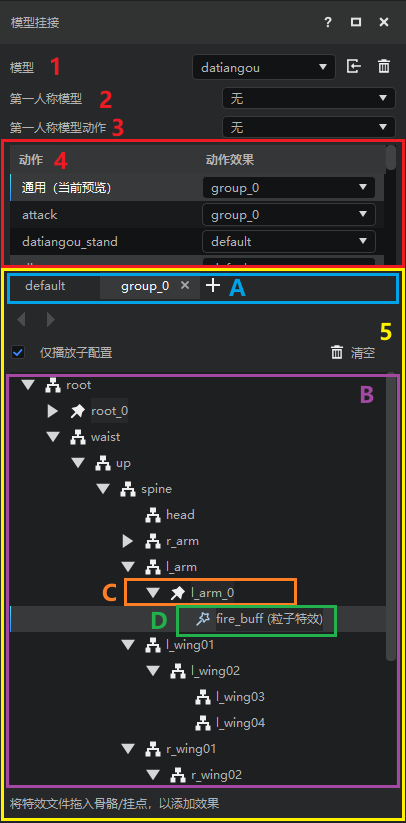 模型挂接 ?
模型 1 datiangou
第一人称模型 2 无
第一人称模型动作 3 无
动作 4 动作效果
通用（当前预览） group_0
attack group_0
datiangou_stand default
default group_0 A
5
仅播放子配置 清空
B
root
root_0
waist
up
spine
head
r_arm
l_arm
C l_arm_0
D fire_buff (粒子特效)
l_wing01
l_wing02
l_wing03
l_wing04
r_wing01
r_wing02
将特效文件拖入骨骼/挂点，以添加效果